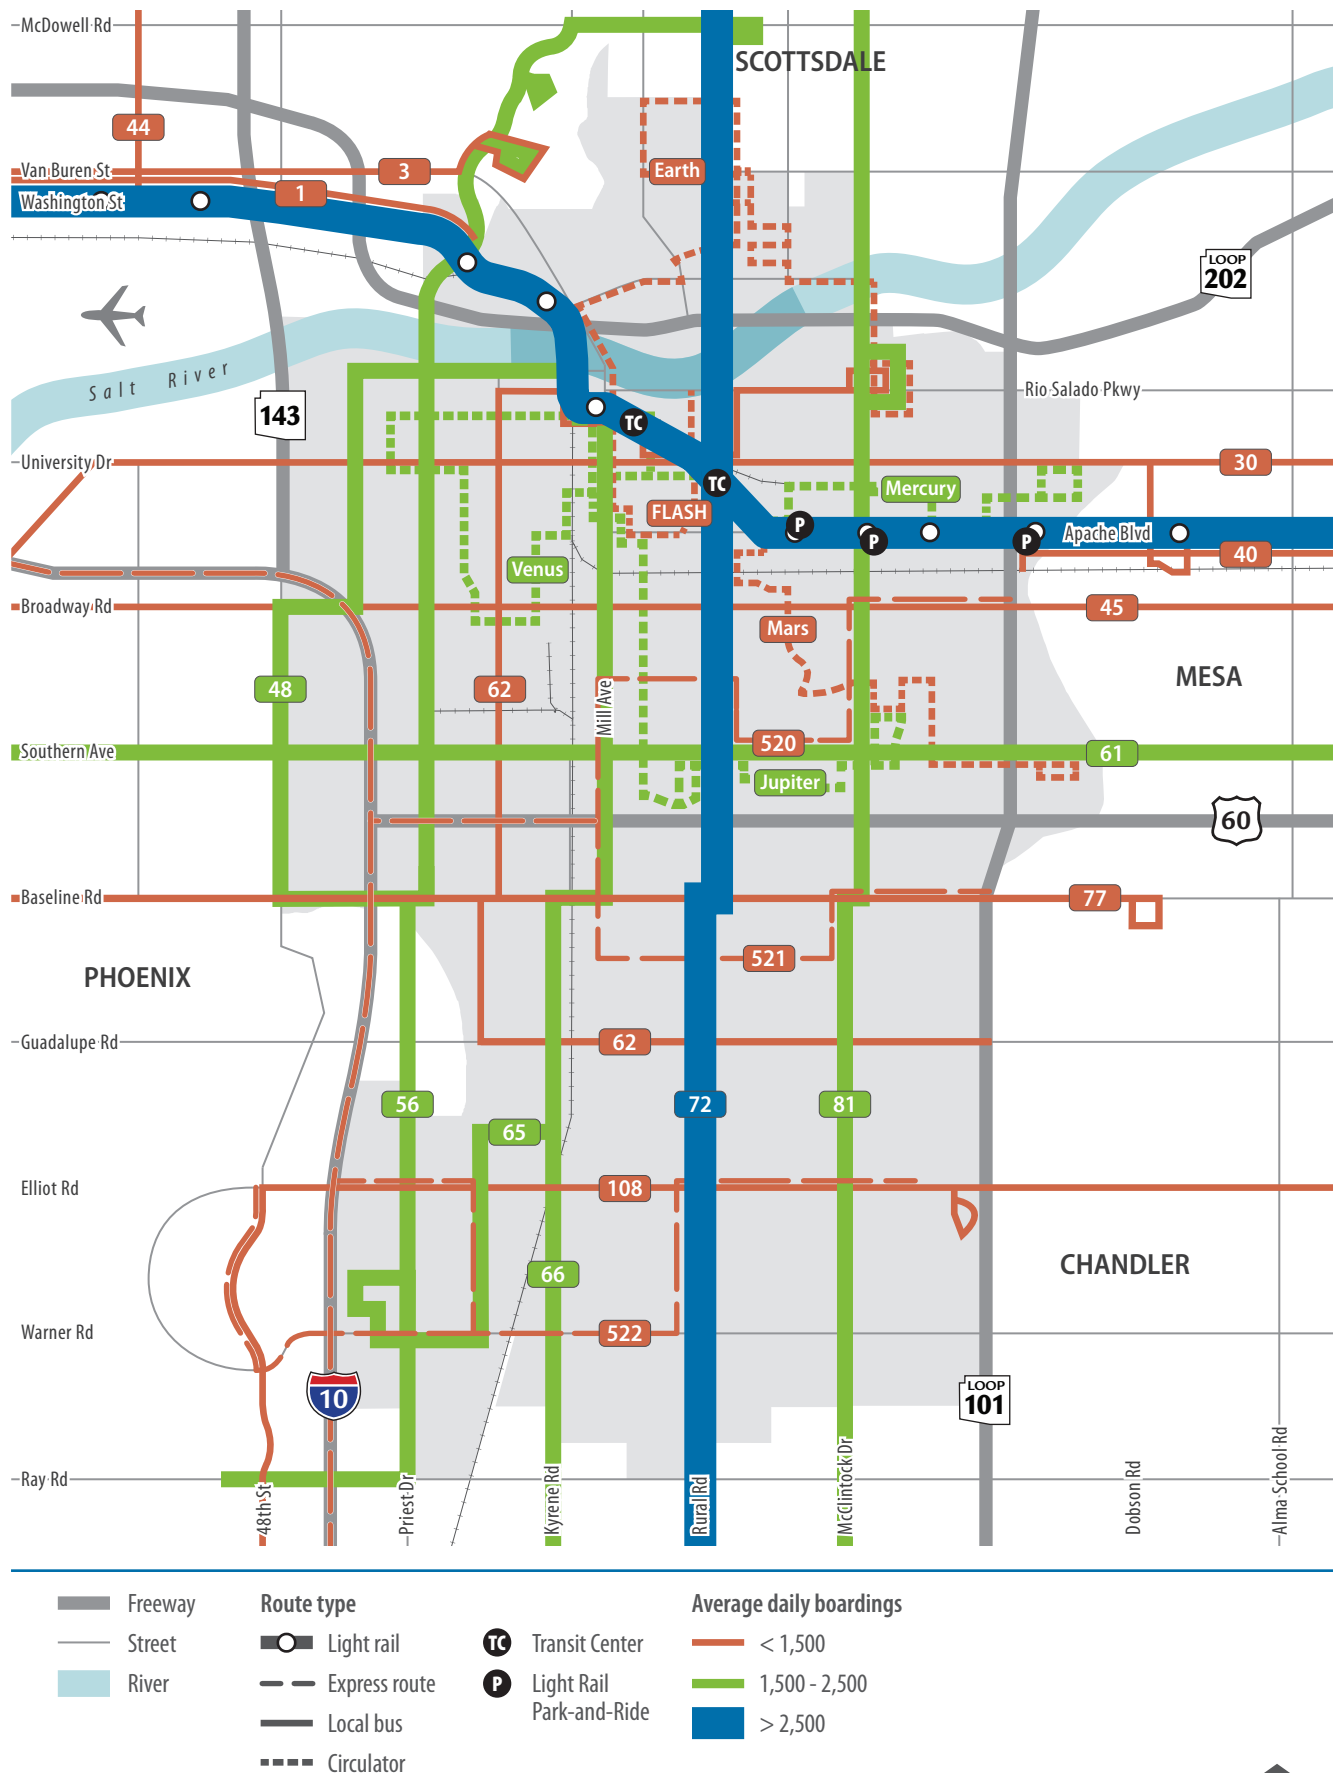 McDowell Rd
SCOTTSDALE
44
Van Buren St
3
Earth
1
Washington St
LOOP
202
Salt River
143
Rio Salado Pkwy
University Dr
30
Mercury
FLASH
TC
TC
P
P
P
Apache Blvd
40
Venus
Broadway Rd
45
Mars
MESA
48
62
Mill Ave
Southern Ave
520
61
Jupiter
60
Baseline Rd
77
521
PHOENIX
Guadalupe Rd
62
56
72
81
65
Elliot Rd
108
66
CHANDLER
Warner Rd
522
10
LOOP
101
Ray Rd
48th St
Priest Dr
Kyrene Rd
Rural Rd
McClintock Dr
Dobson Rd
Alma School Rd
Freeway
Street
River
Route type
Light rail
Express route
Local bus
Circulator
TC Transit Center
P Light Rail
Park-and-Ride
Average daily boardings
< 1,500
1,500 - 2,500
> 2,500